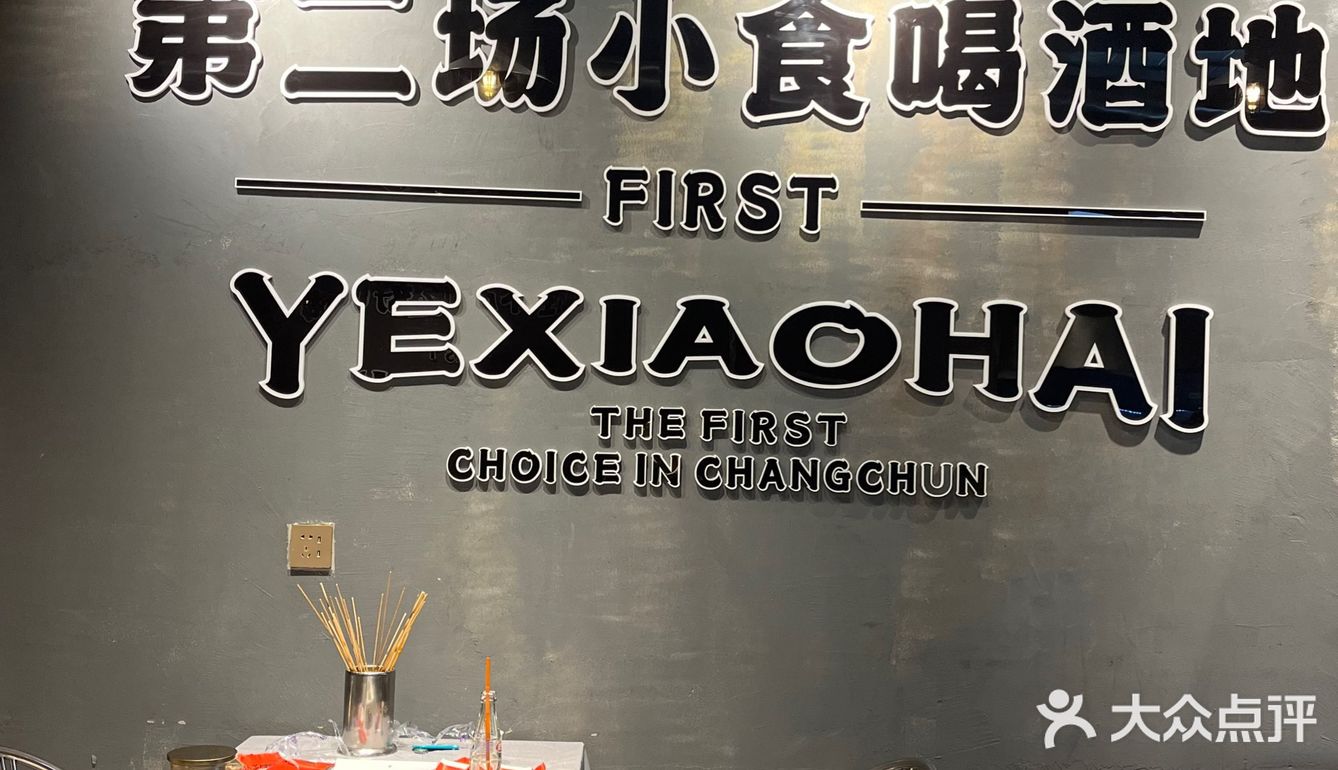 第二场小食喝酒地
FIRST
YEXIAOHAI
THE FIRST
CHOICE IN CHANGCHUN
大众点评